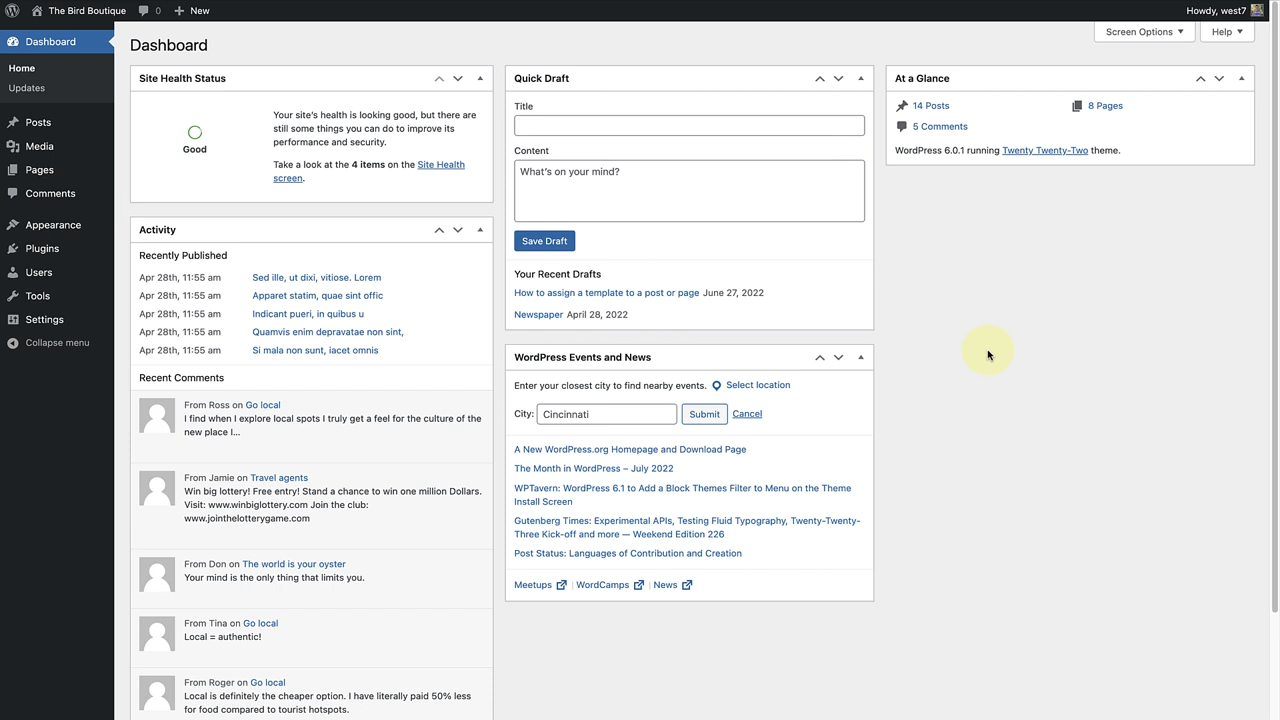 The Bird Boutique
0
New
Howdy, west7
Dashboard
Home
Updates
Posts
Media
Pages
Comments
Appearance
Plugins
Users
Tools
Settings
Collapse menu
Dashboard
Screen Options
Help
Site Health Status
Good
Your site's health is looking good, but there are
still some things you can do to improve its
performance and security.
Take a look at the 4 items on the Site Health
screen.
Activity
Recently Published
Apr 28th, 11:55 am Sed ille, ut dixi, vitiose. Lorem
Apr 28th, 11:55 am Apparet statim, quae sint offic
Apr 28th, 11:55 am Indicant pueri, in quibus u
Apr 28th, 11:55 am Quamvis enim depravatae non sint,
Apr 28th, 11:55 am Si mala non sunt, iacet omnis
Recent Comments
From Ross on Go local
I find when I explore local spots I truly get a feel for the culture of the
new place I…
From Jamie on Travel agents
Win big lottery! Free entry! Stand a chance to win one million Dollars.
Visit: www.winbiglottery.com Join the club:
www.jointhelotterygame.com
From Don on The world is your oyster
Your mind is the only thing that limits you.
From Tina on Go local
Local = authentic!
From Roger on Go local
Local is definitely the cheaper option. I have literally paid 50% less
for food compared to tourist hotspots.
Quick Draft
Title
Content
What's on your mind?
Save Draft
Your Recent Drafts
How to assign a template to a post or page June 27, 2022
Newspaper April 28, 2022
WordPress Events and News
Enter your closest city to find nearby events. Select location
City: Cincinnati Submit Cancel
A New WordPress.org Homepage and Download Page
The Month in WordPress – July 2022
WPTavern: WordPress 6.1 to Add a Block Themes Filter to Menu on the Theme
Install Screen
Gutenberg Times: Experimental APIs, Testing Fluid Typography, Twenty-Twenty-
Three Kick-off and more — Weekend Edition 226
Post Status: Languages of Contribution and Creation
Meetups | WordCamps | News
At a Glance
14 Posts
8 Pages
5 Comments
WordPress 6.0.1 running Twenty Twenty-Two theme.